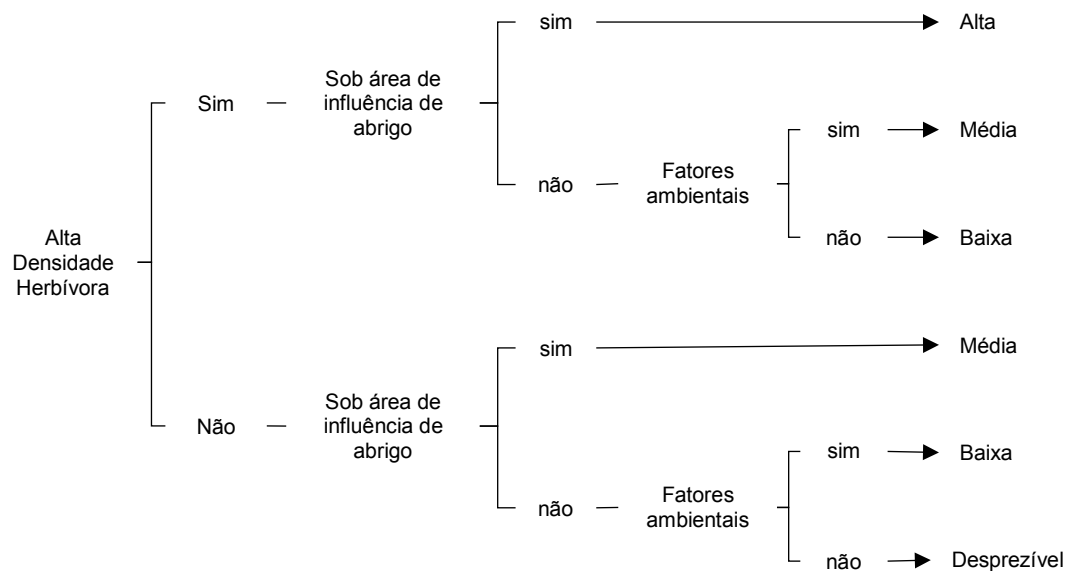 sim
Alta
Sob área de
influência de
abrigo
Sim
sim
Média
não
Fatores
ambientais
não
Baixa
Alta
Densidade
Herbívora
sim
Média
Sob área de
influência de
abrigo
Não
sim
Baixa
não
Fatores
ambientais
não
Desprezível